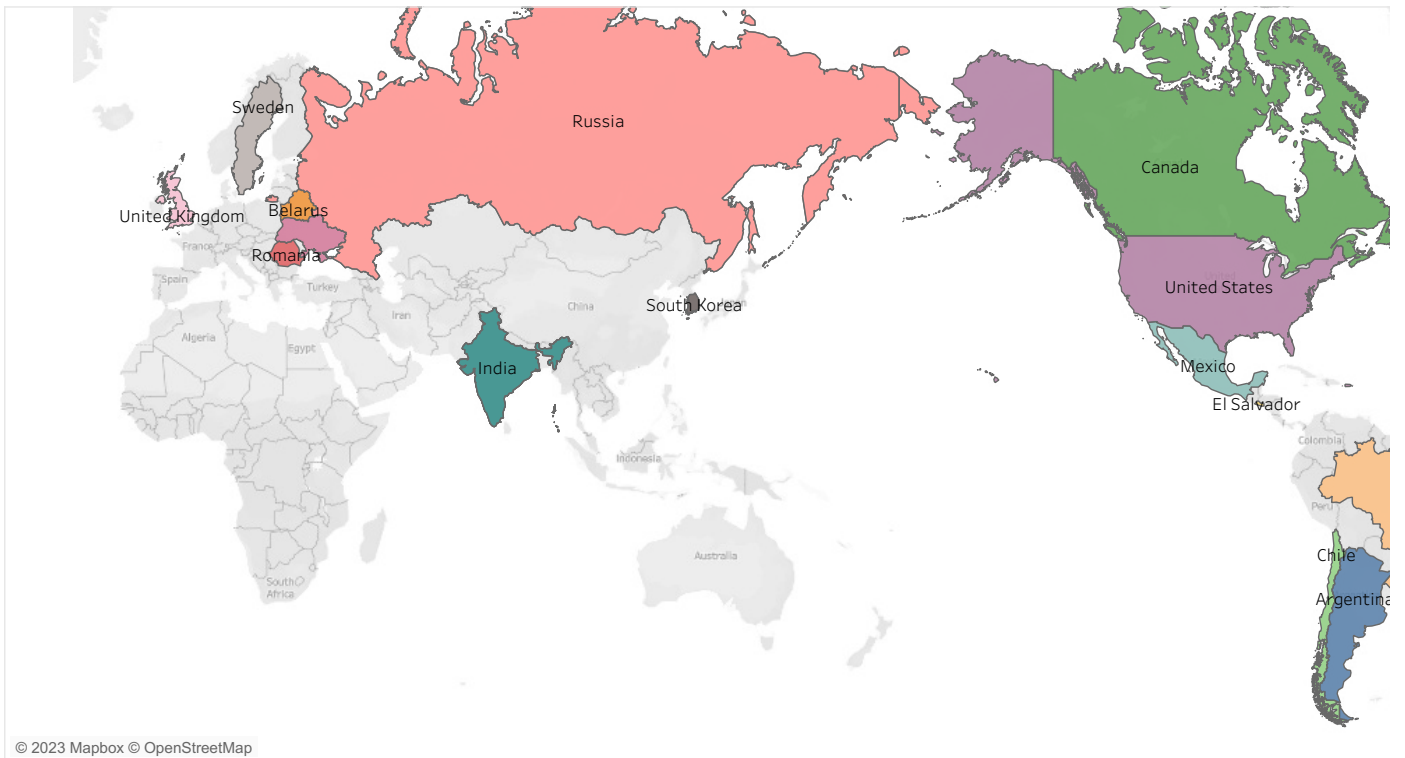 Sweden
Russia
Canada
United Kingdom
Belarus
France
Romania
Spain
Turkey
United States
South Korea
China
Iran
Algeria
Egypt
India
Mexico
El Salvador
Colombia
Indonesia
Peru
Australia
Chile
South
Africa
Argentina
© 2023 Mapbox © OpenStreetMap